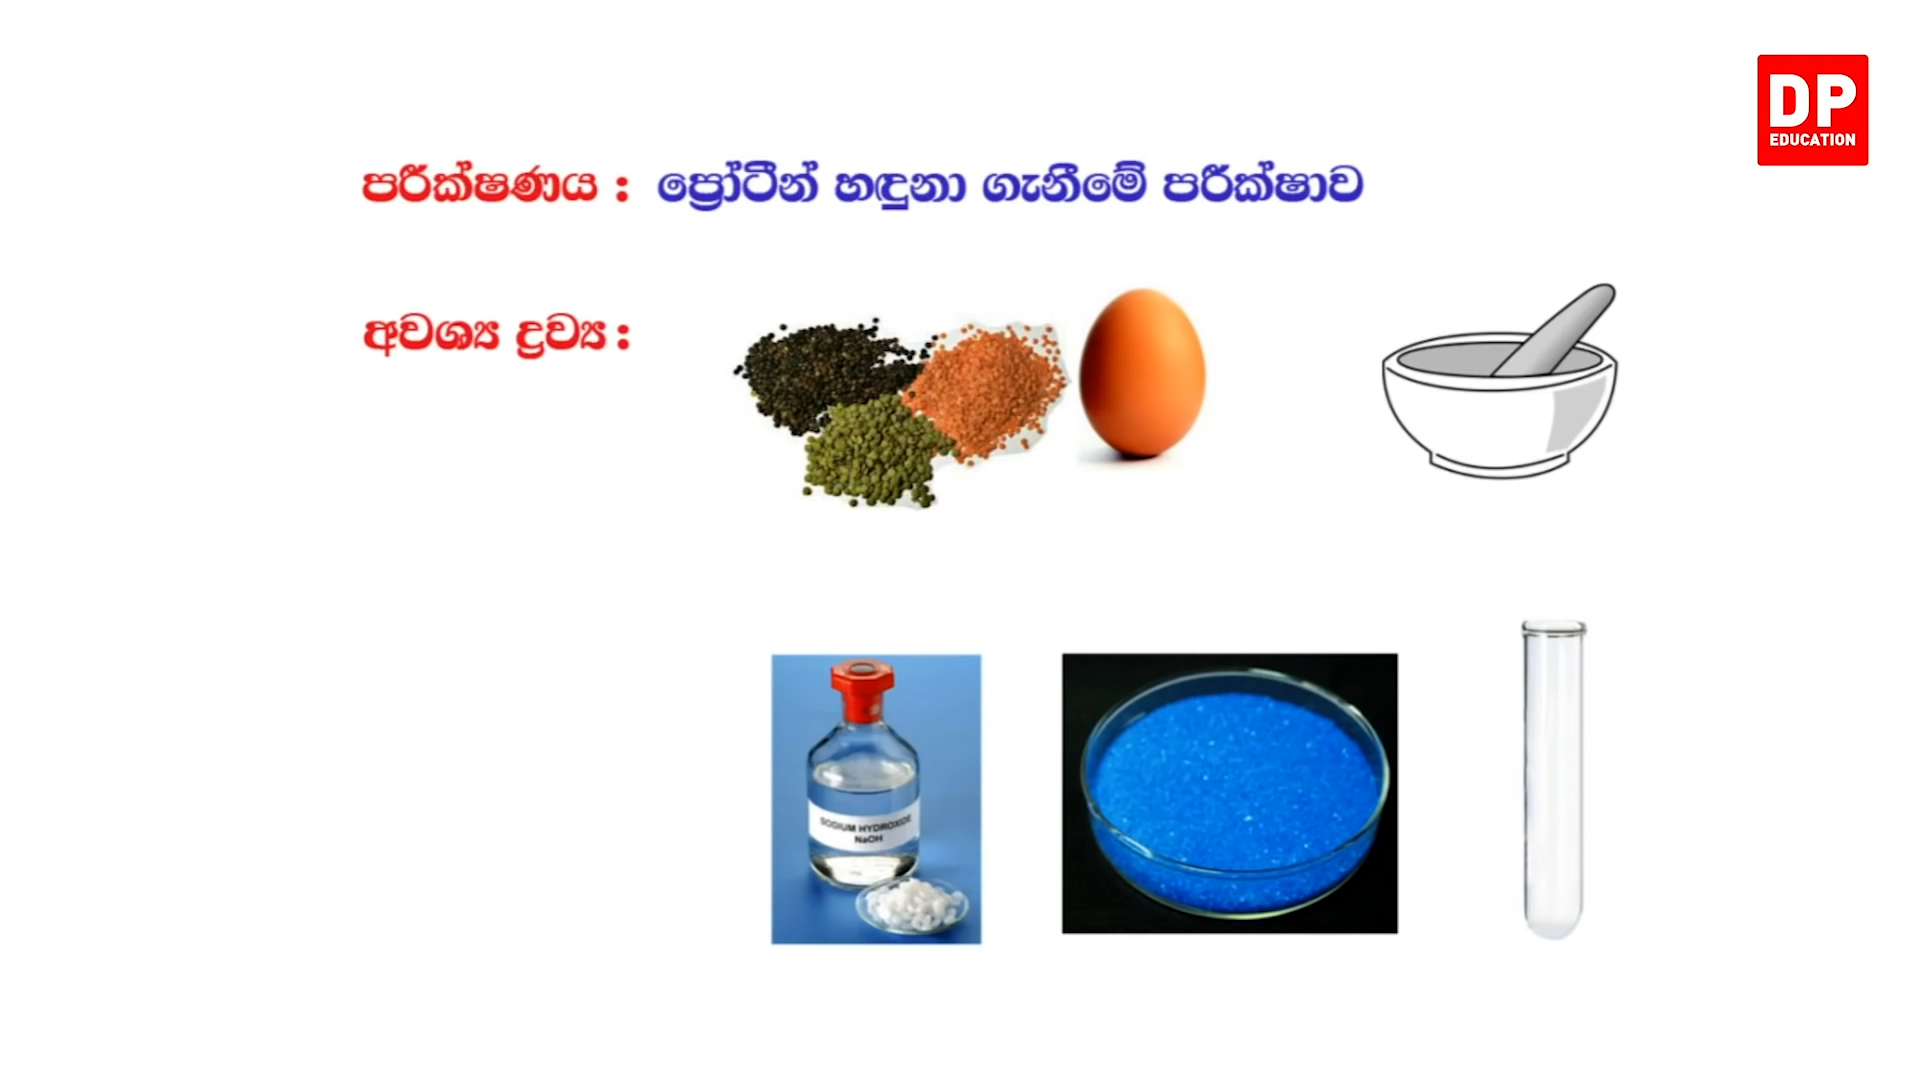 DP
EDUCATION
පරීක්ෂණය : ප්‍රෝටීන් හඳුනා ගැනීමේ පරීක්ෂාව
අවශ්‍ය ද්‍රව්‍ය :
SODIUM HYDROXIDE
NaOH